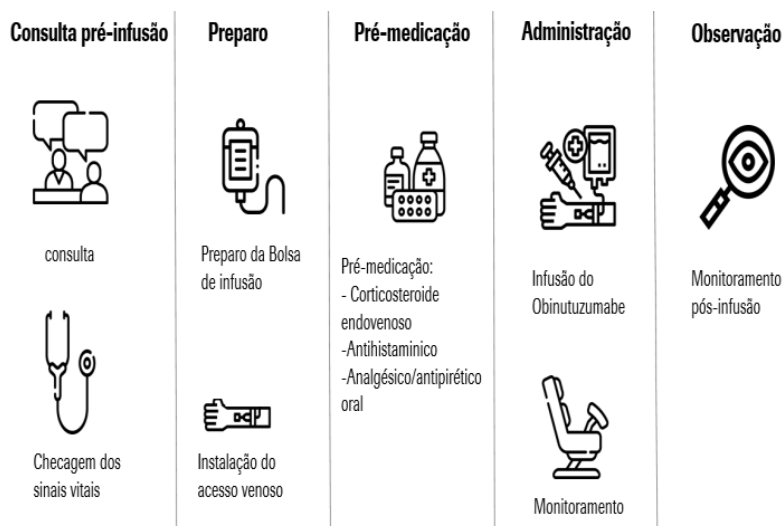 Consulta pré-infusão
consulta
Checagem dos
sinais vitais
Preparo
Preparo da Bolsa
de infusão
Instalação do
acesso venoso
Pré-medicação
Pré-medicação:
- Corticosteroide
endovenoso
-Antihistaminico
-Analgésico/antipirético
oral
Administração
Infusão do
Obinutuzumabe
Monitoramento
Observação
Monitoramento
pós-infusão